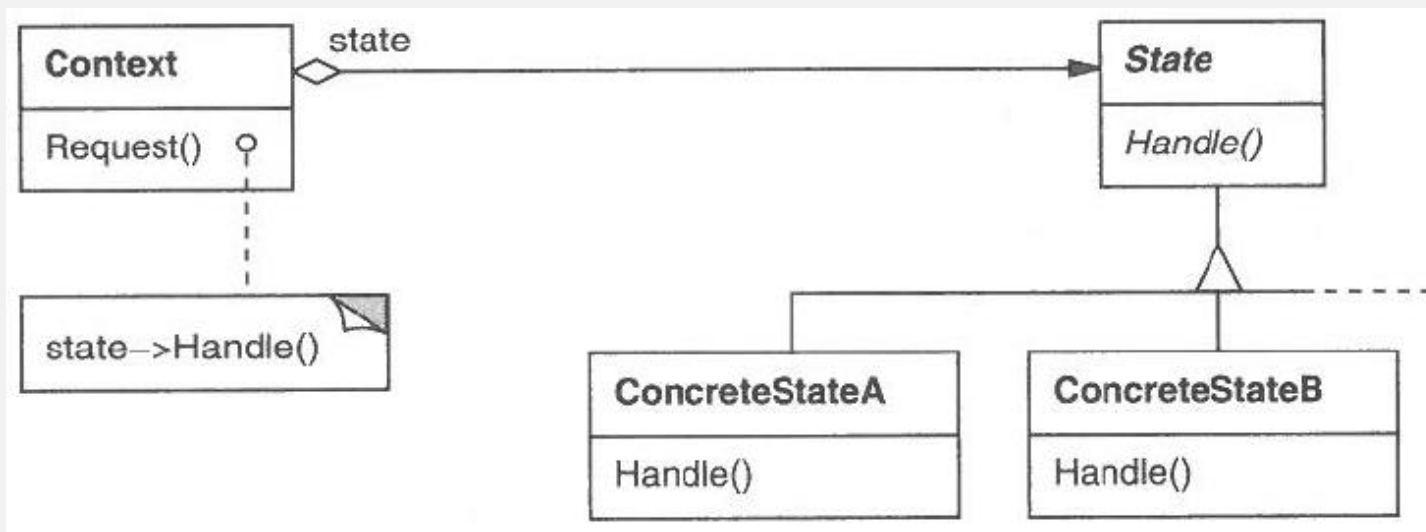 Context
state
State
Request()
Handle()
state–>Handle()
ConcreteStateA
ConcreteStateB
Handle()
Handle()